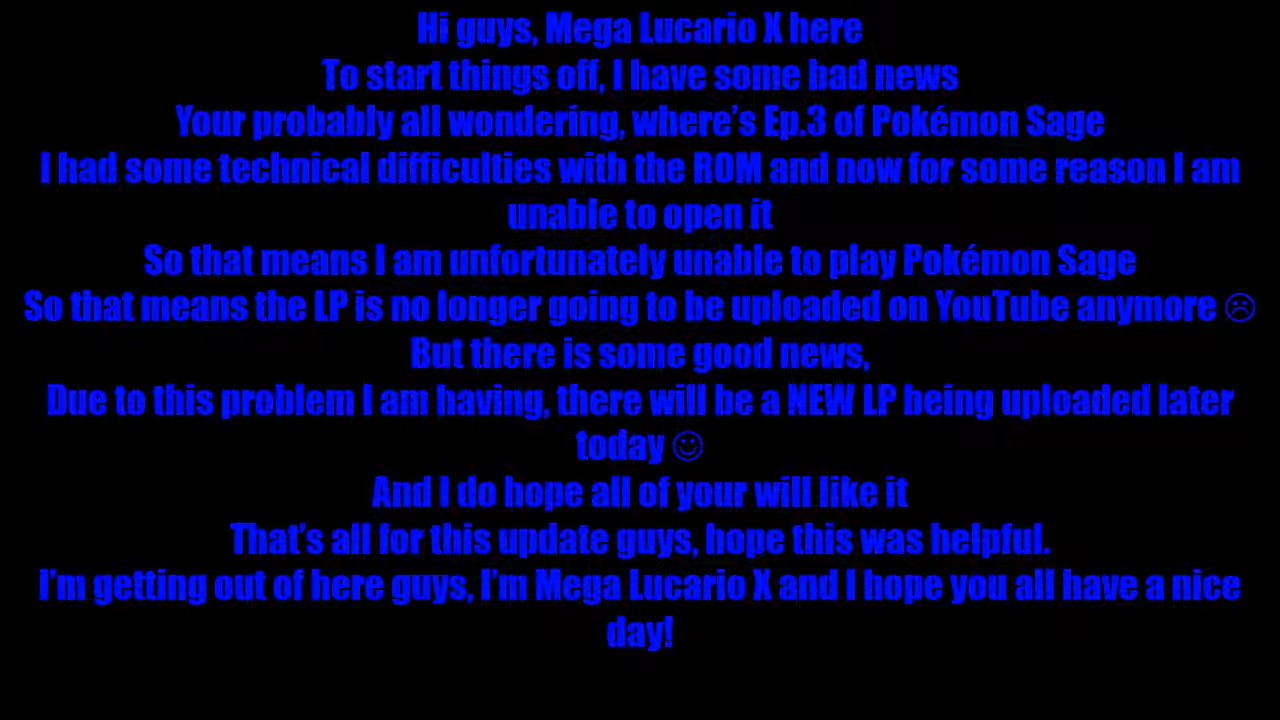 Hi guys, Mega Lucario X here
To start things off, I have some bad news
Your probably all wondering, where's Ep.3 of Pokémon Sage
I had some technical difficulties with the ROM and now for some reason I am
unable to open it
So that means I am unfortunately unable to play Pokémon Sage
So that means the LP is no longer going to be uploaded on YouTube anymore ☹
But there is some good news,
Due to this problem I am having, there will be a NEW LP being uploaded later
today ☺
And I do hope all of your will like it
That's all for this update guys, hope this was helpful.
I'm getting out of here guys, I'm Mega Lucario X and I hope you all have a nice
day!